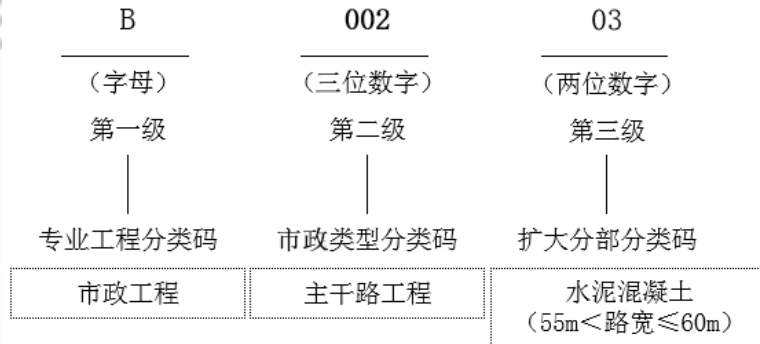 B 002 03
（字母） （三位数字） （两位数字）
第一级 第二级 第三级
专业工程分类码 市政类型分类码 扩大分部分类码
市政工程 主干路工程 水泥混凝土
（55m＜路宽≤60m）